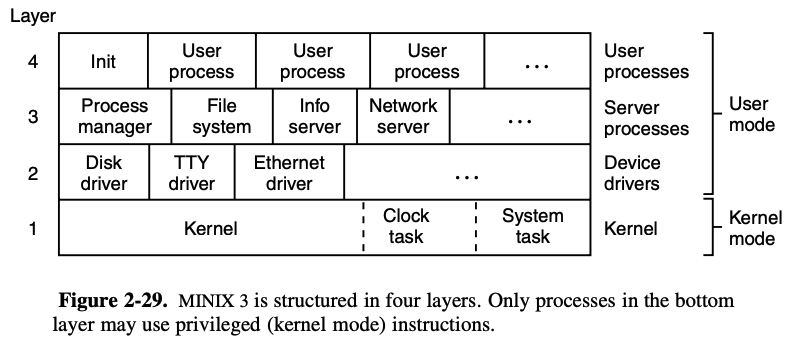 Layer
4 Init User process User process User process ... User processes
3 Process manager File system Info server Network server ... Server processes
User mode
2 Disk driver TTY driver Ethernet driver ... Device drivers
1 Kernel Clock task System task Kernel
Kernel mode
Figure 2-29. MINIX 3 is structured in four layers. Only processes in the bottom
layer may use privileged (kernel mode) instructions.